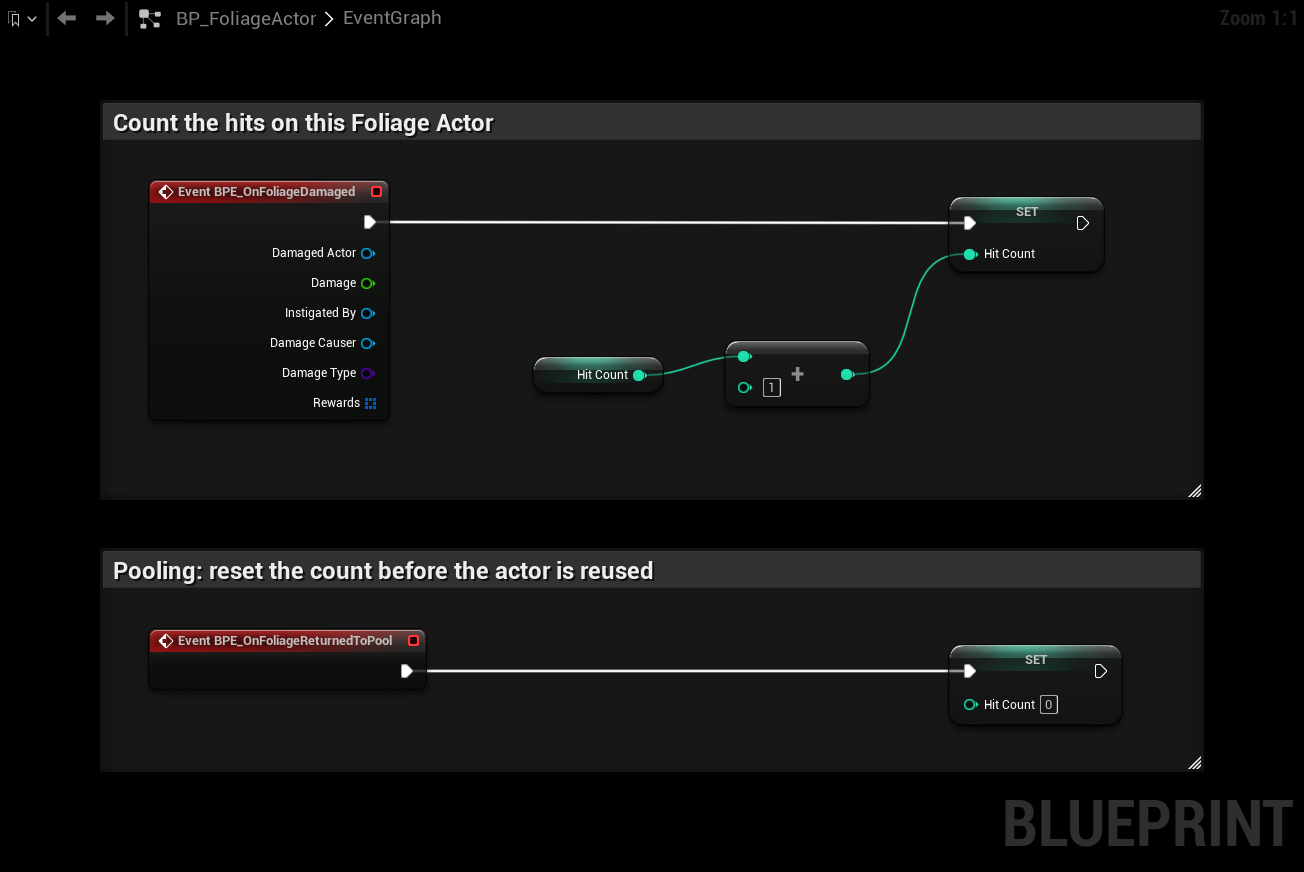 BP_FoliageActor > EventGraph
Zoom 1:1
Count the hits on this Foliage Actor
Event BPE_OnFoliageDamaged
Damaged Actor
Damage
Instigated By
Damage Causer
Damage Type
Rewards
Hit Count
1
+
SET
Hit Count
Pooling: reset the count before the actor is reused
Event BPE_OnFoliageReturnedToPool
SET
Hit Count 0
BLUEPRINT